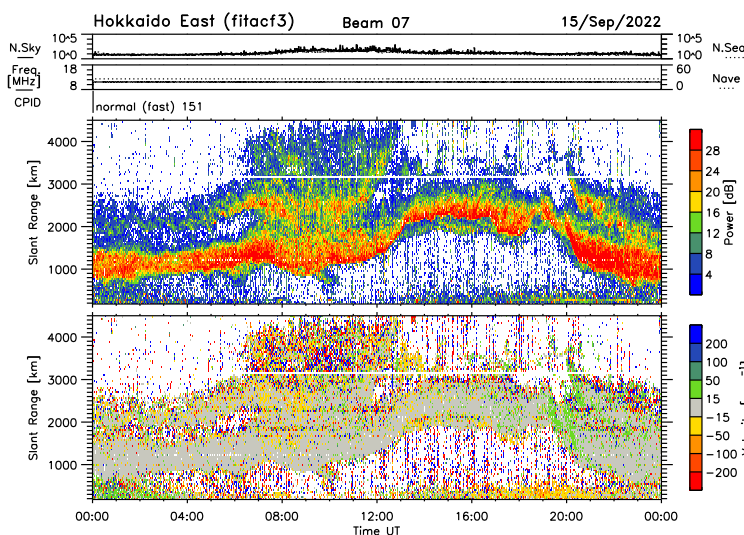 Hokkaido East (fitacf3) Beam 07 15/Sep/2022
N.Sky 10^5 10^0 10^5 10^0 N.Sea
Freq. [MHz] 18 8 60 0 Nave
CPID normal (fast) 151
Slant Range [km] 4000 3000 2000 1000
28 24 20 16 12 8 4 Power [dB]
Slant Range [km] 4000 3000 2000 1000
200 100 50 15 -15 -50 -100 -200
00:00 04:00 08:00 12:00 16:00 20:00 00:00
Time UT